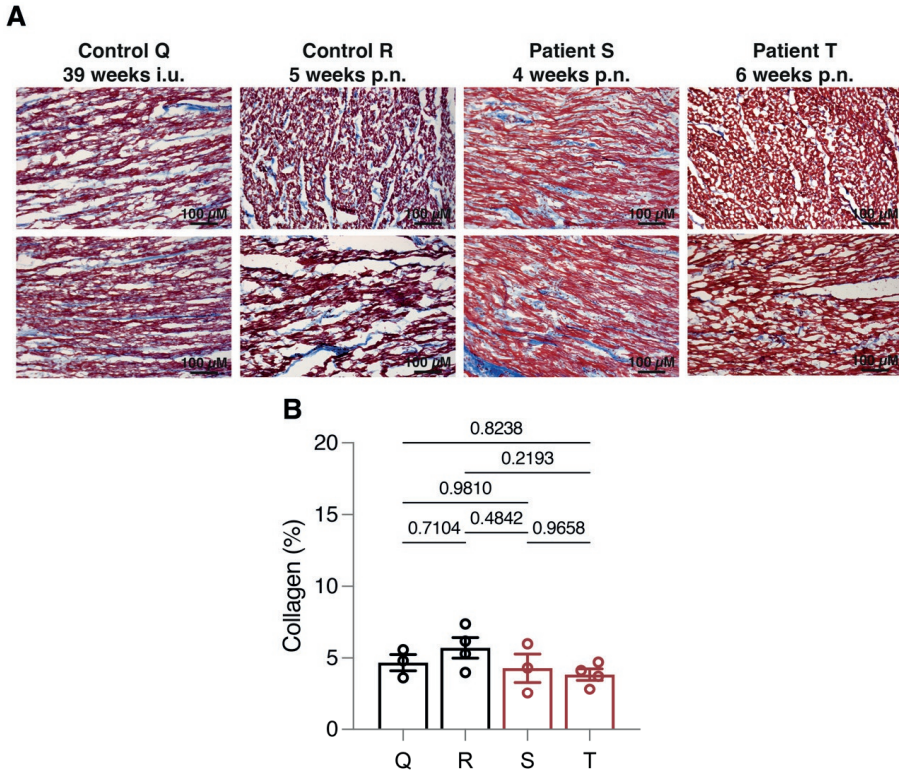 A
Control Q
39 weeks i.u.
Control R
5 weeks p.n.
Patient S
4 weeks p.n.
Patient T
6 weeks p.n.
100 µM
100 µM
100 µM
100 µM
100 µM
100 µM
100 µM
100 µM
B
Collagen (%)
20
15
10
5
0
0.8238
0.2193
0.9810
0.7104
0.4842
0.9658
Q R S T